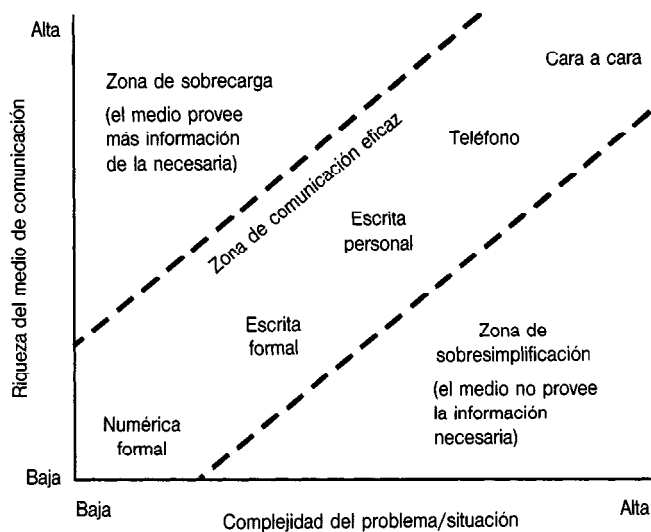 Alta
Cara a cara
Zona de sobrecarga
(el medio provee
más información
de la necesaria)
Zona de comunicación eficaz
Teléfono
Escrita
personal
Riqueza del medio de comunicación
Escrita
formal
Zona de
sobresimplificación
(el medio no provee
la información
necesaria)
Numérica
formal
Baja
Baja
Complejidad del problema/situación
Alta